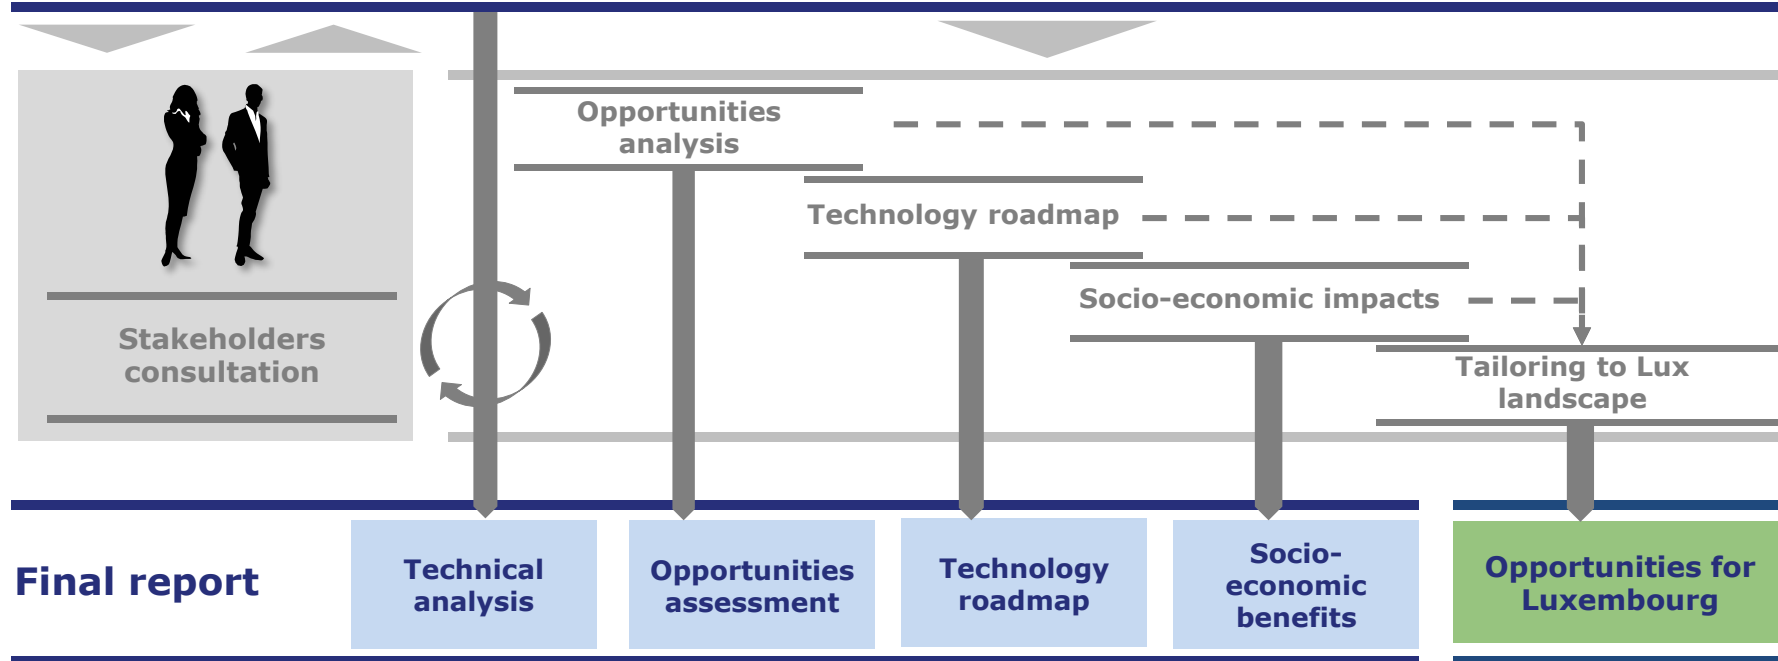 Opportunities
analysis
Technology roadmap
Socio-economic impacts
Stakeholders
consultation
Tailoring to Lux
landscape
Final report
Technical
analysis
Opportunities
assessment
Technology
roadmap
Socio-
economic
benefits
Opportunities for
Luxembourg